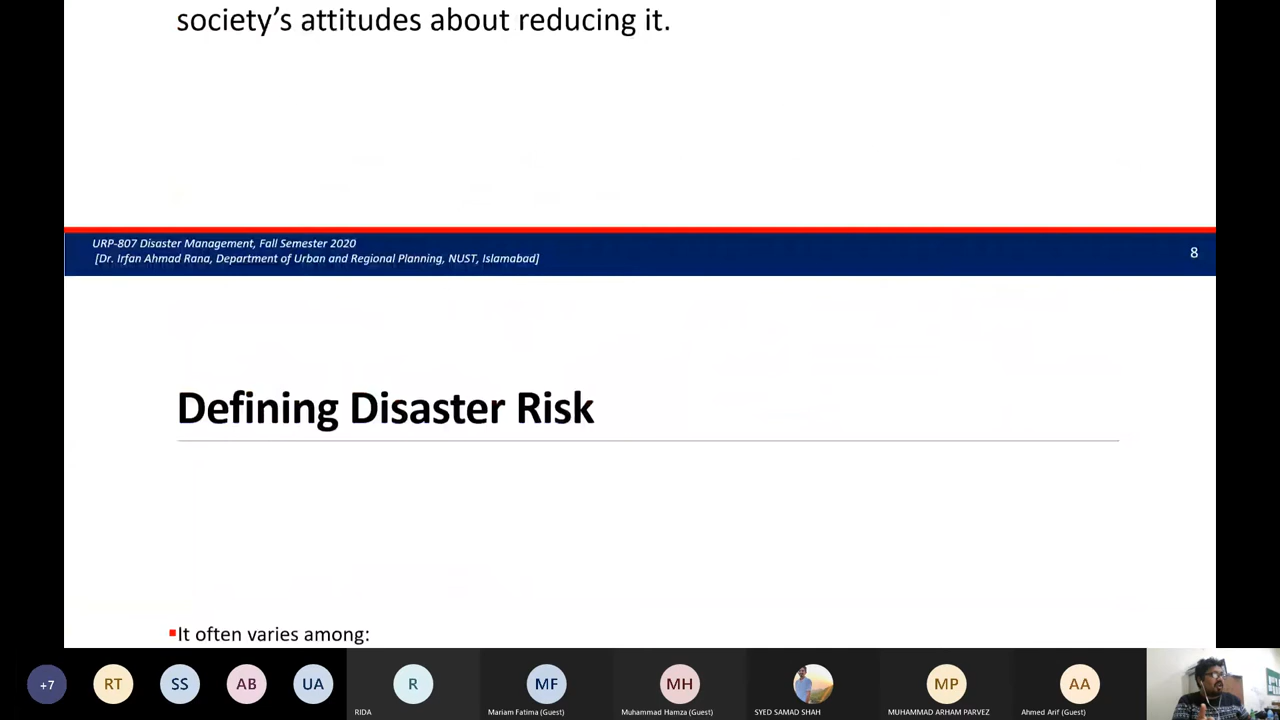 society’s attitudes about reducing it.
URP-807 Disaster Management, Fall Semester 2020
[Dr. Irfan Ahmad Rana, Department of Urban and Regional Planning, NUST, Islamabad]
8
Defining Disaster Risk
It often varies among:
+7
RT
SS
AB
UA
R
MF
MH
MP
AA
RIDA
Mariam Fatima (Guest)
Muhammad Hamza (Guest)
SYED SAMAD SHAH
MUHAMMAD ARHAM PARVEZ
Ahmed Arif (Guest)